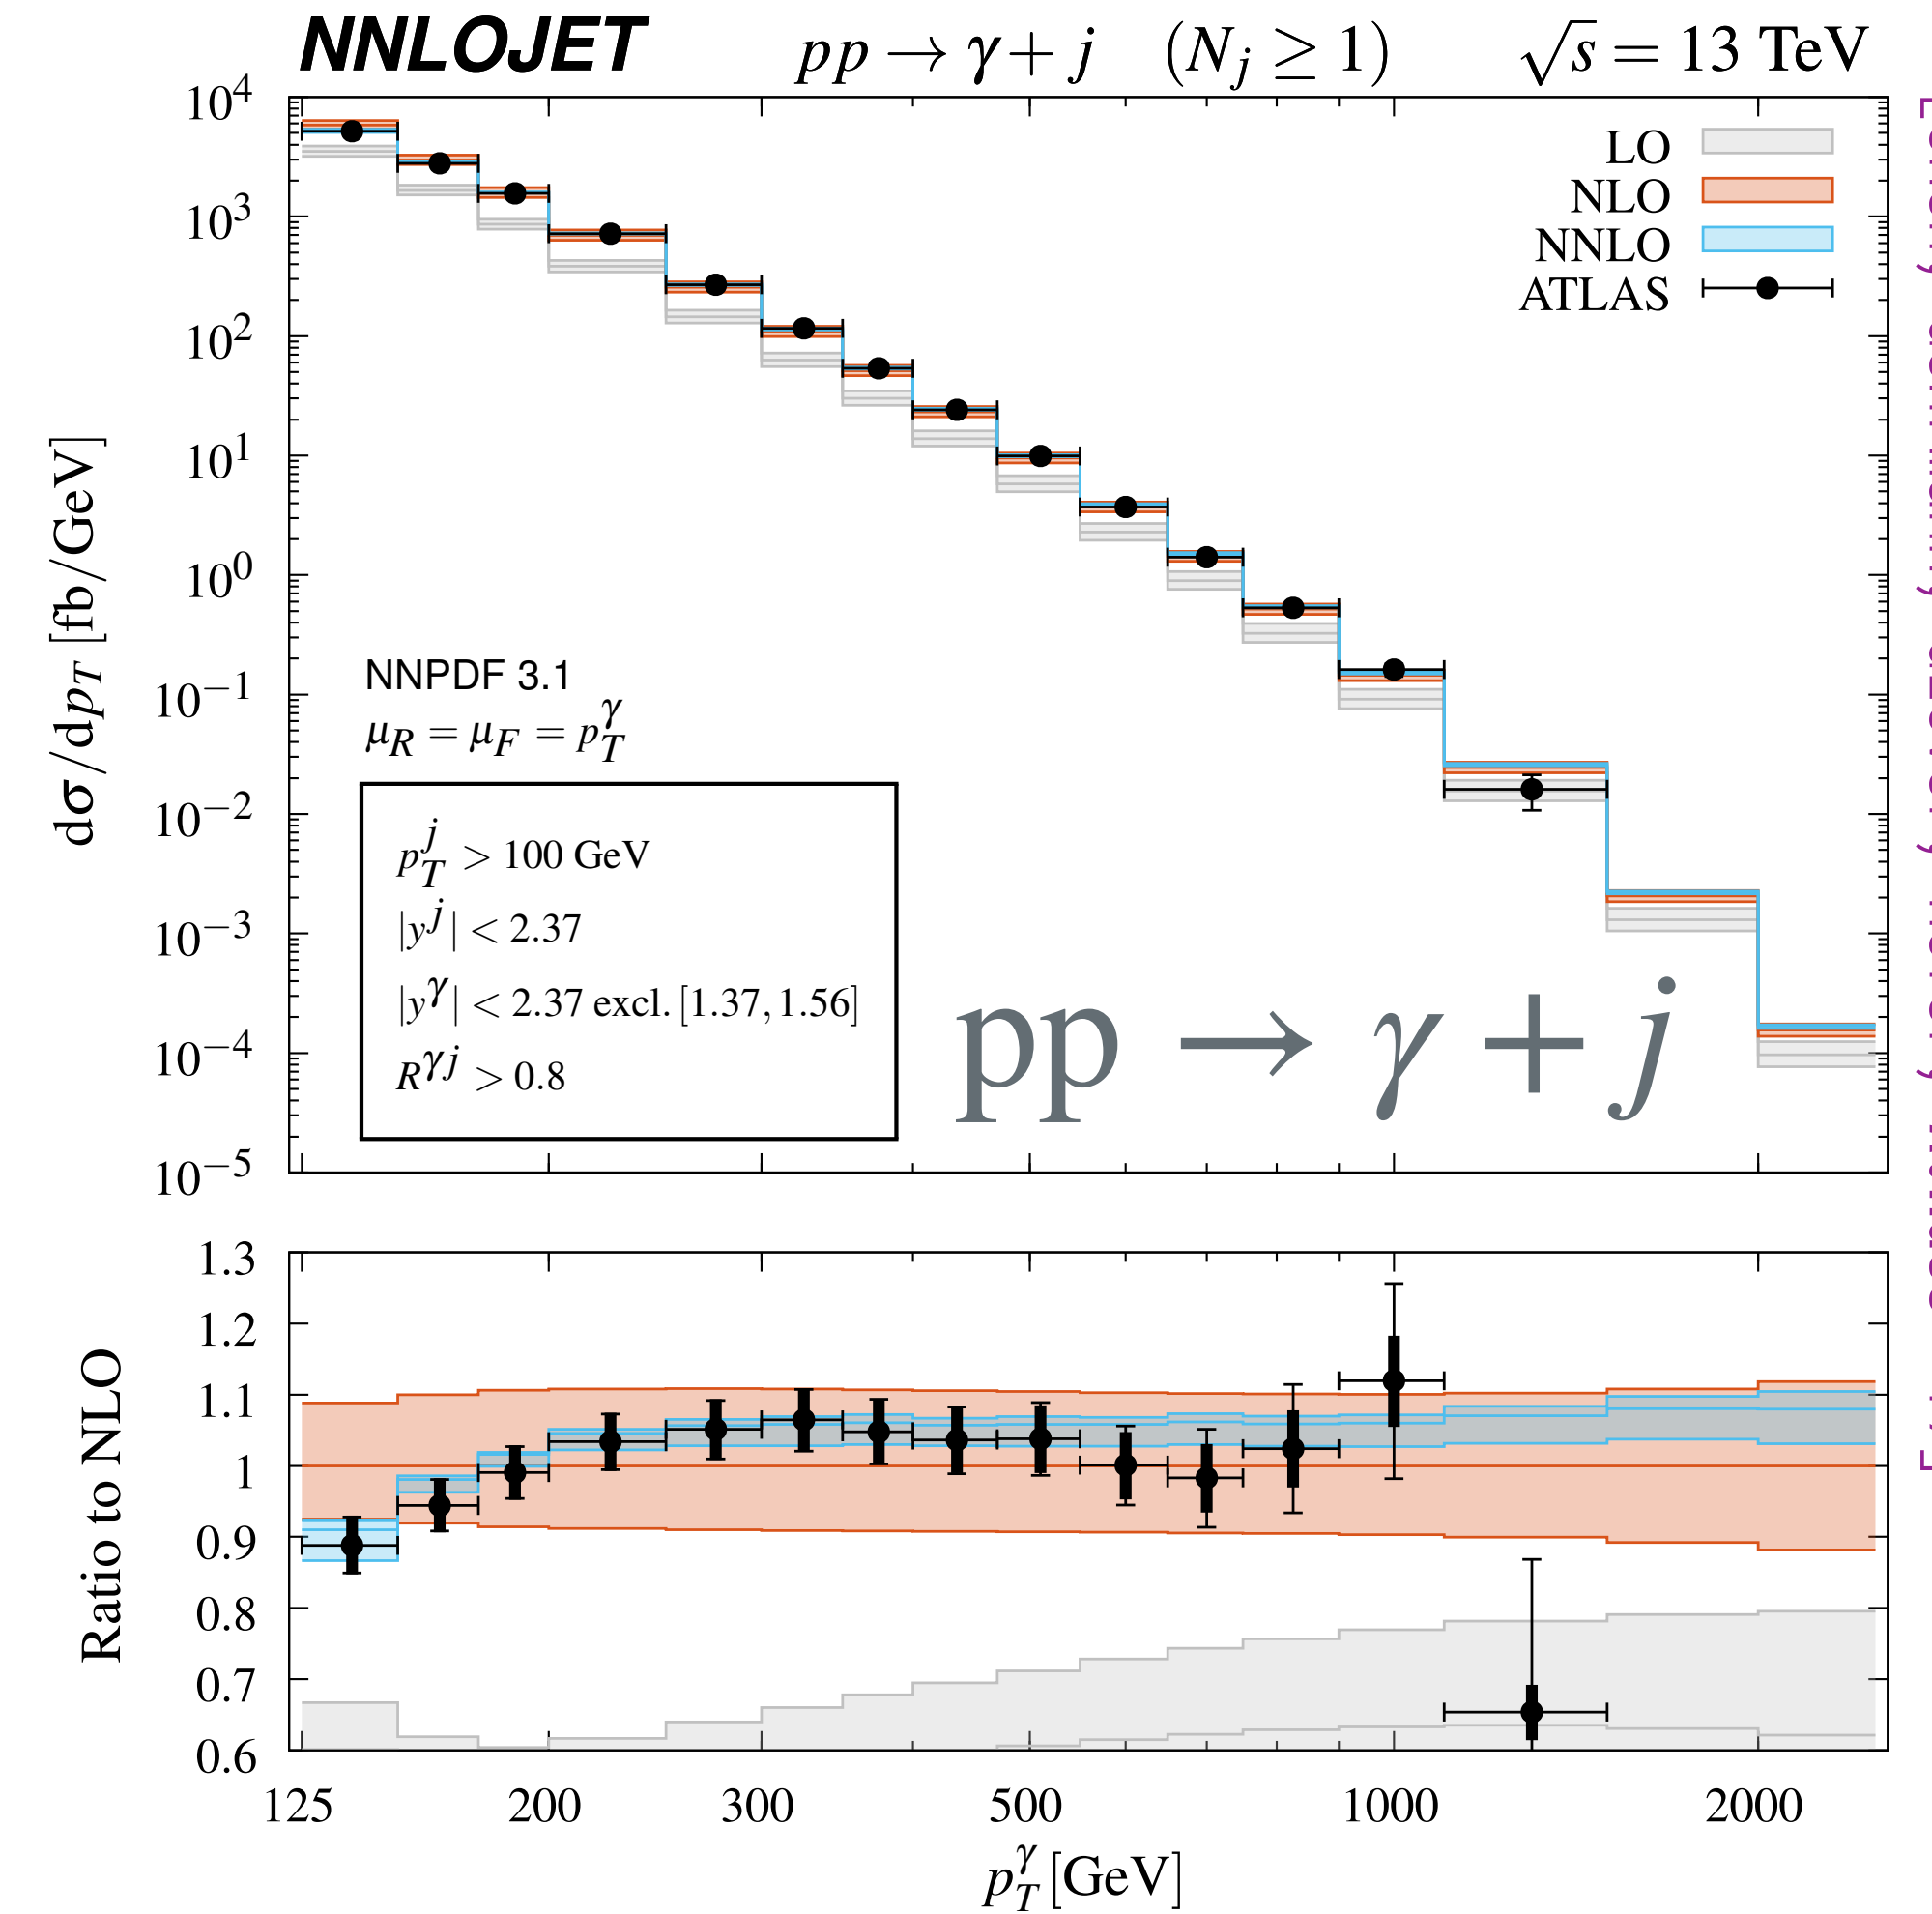 NNLOJET pp → γ + j (N_j ≥ 1) √s = 13 TeV
10^4
10^3
10^2
10^1
10^0
10^−1
10^−2
10^−3
10^−4
10^−5
dσ/dp_T [fb/GeV]
LO
NLO
NNLO
ATLAS
NNPDF 3.1
μ_R = μ_F = p_T^γ
p_T^j > 100 GeV
|y^j| < 2.37
|y^γ| < 2.37 excl. [1.37, 1.56]
R^γj > 0.8
pp → γ + j
1.3
1.2
1.1
1
0.9
0.8
0.7
0.6
Ratio to NLO
125 200 300 500 1000 2000
p_T^γ [GeV]